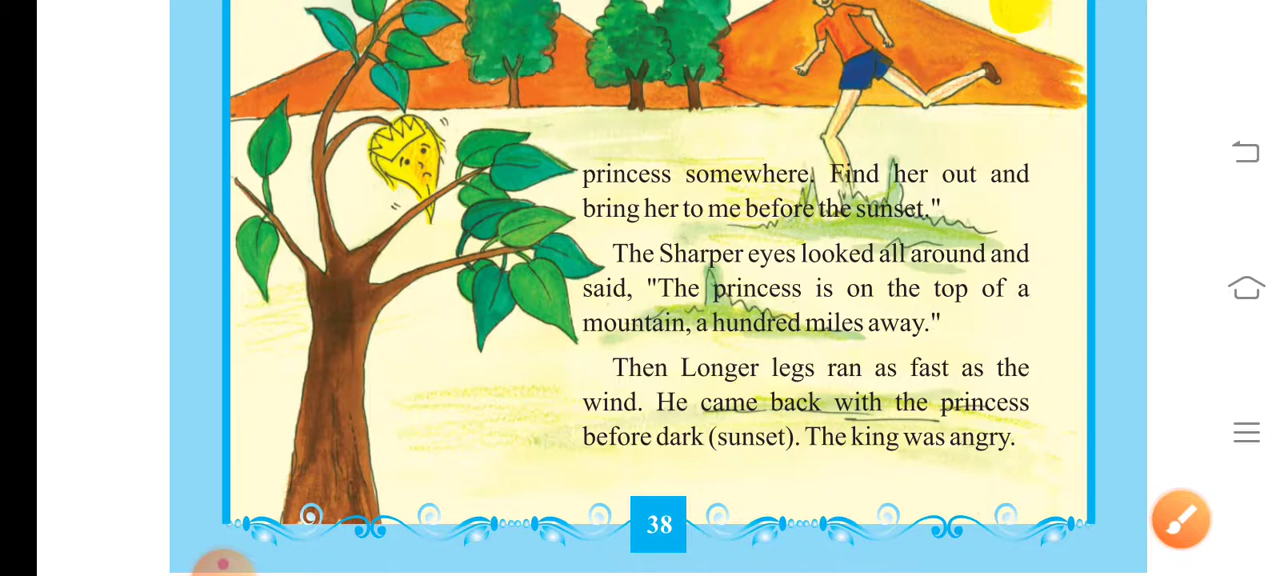 princess somewhere. Find her out and
bring her to me before the sunset."
The Sharper eyes looked all around and
said, "The princess is on the top of a
mountain, a hundred miles away."
Then Longer legs ran as fast as the
wind. He came back with the princess
before dark (sunset). The king was angry.
38